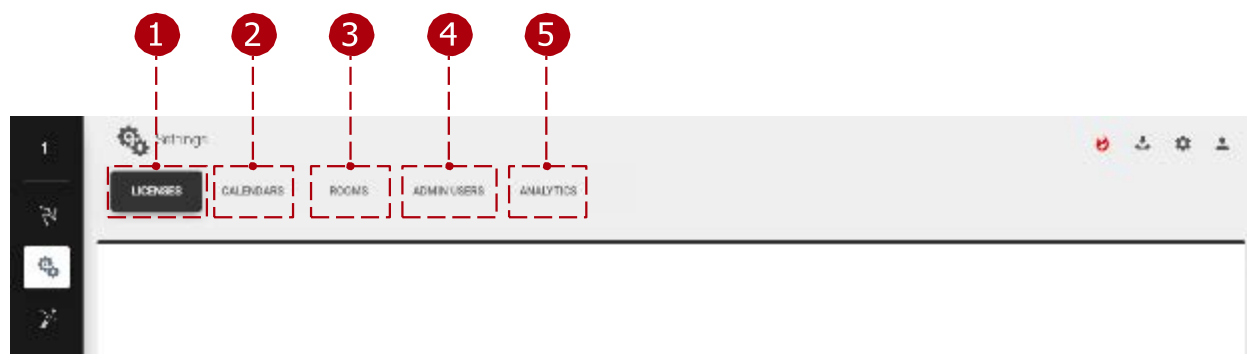 1 2 3 4 5
1
Settings
LICENSES CALENDARS ROOMS ADMIN USERS ANALYTICS